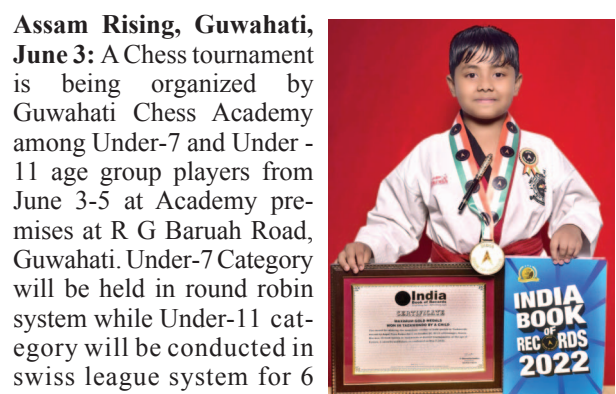 Assam Rising, Guwahati,
June 3: A Chess tournament
is being organized by
Guwahati Chess Academy
among Under-7 and Under -
11 age group players from
June 3-5 at Academy pre-
mises at R G Baruah Road,
Guwahati. Under-7 Category
will be held in round robin
system while Under-11 cat-
egory will be conducted in
swiss league system for 6
India
Book of Records
CERTIFICATE
INDIA
BOOK
OF
RECORDS
2022